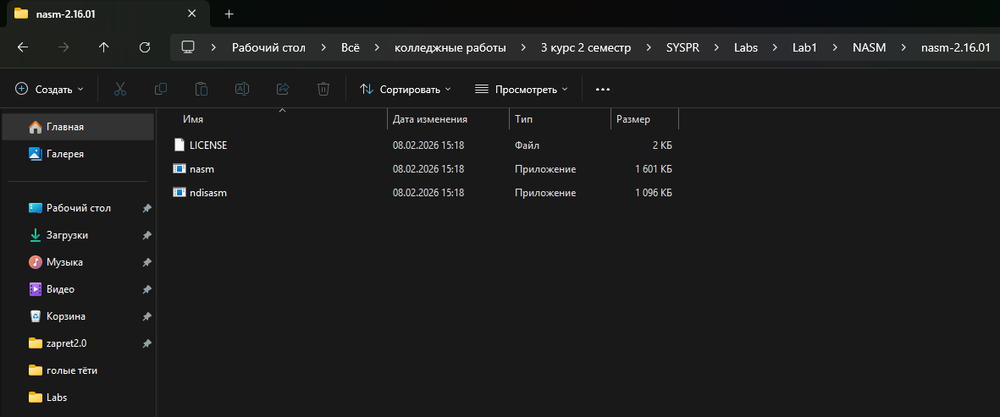 nasm-2.16.01
Рабочий стол > Всё > колледжные работы > 3 курс 2 семестр > SYSPR > Labs > Lab1 > NASM > nasm-2.16.01
Создать Сортировать Просмотреть
Имя Дата изменения Тип Размер
LICENSE 08.02.2026 15:18 Файл 2 КБ
nasm 08.02.2026 15:18 Приложение 1 601 КБ
ndisasm 08.02.2026 15:18 Приложение 1 096 КБ
Главная
Галерея
Рабочий стол
Загрузки
Музыка
Видео
Корзина
zapret2.0
голые тёти
Labs